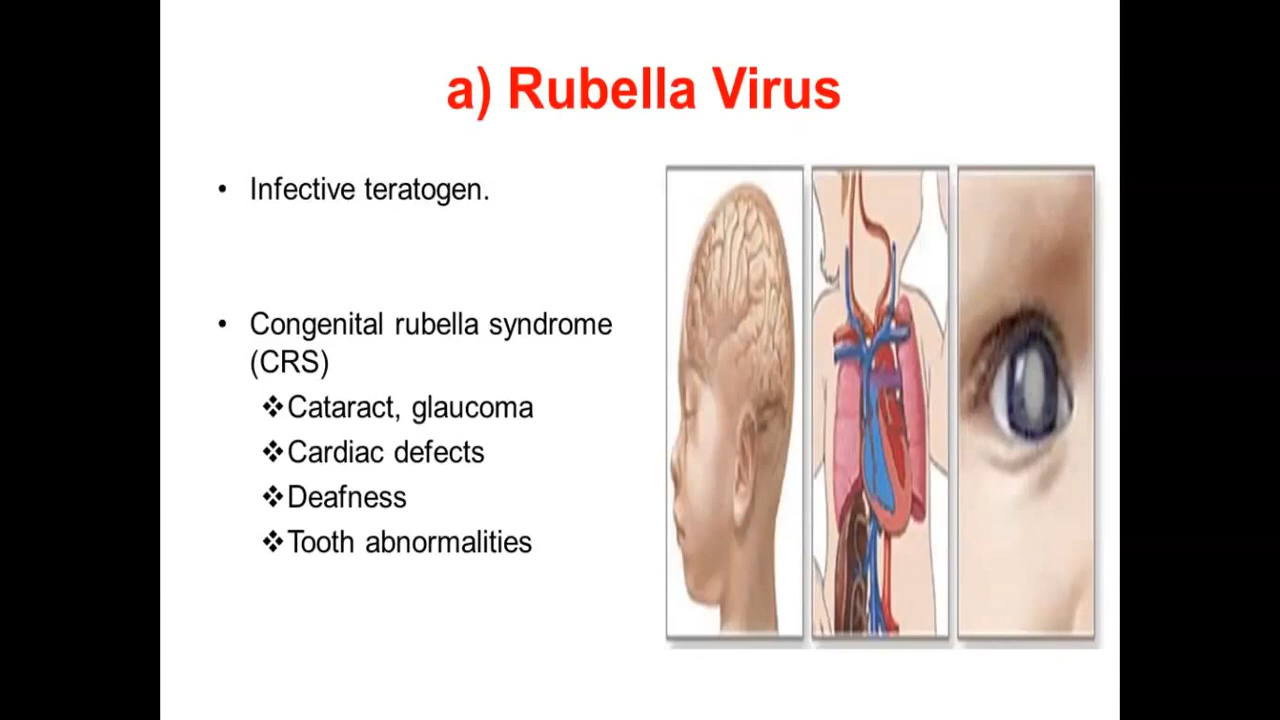 a) Rubella Virus
• Infective teratogen.
• Congenital rubella syndrome
(CRS)
❖Cataract, glaucoma
❖Cardiac defects
❖Deafness
❖Tooth abnormalities